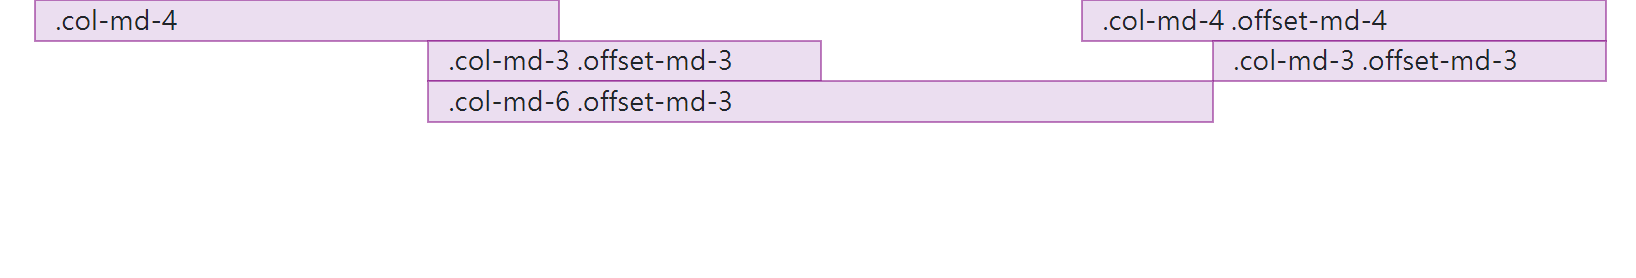 .col-md-4 .col-md-4 .offset-md-4
.col-md-3 .offset-md-3 .col-md-3 .offset-md-3
.col-md-6 .offset-md-3